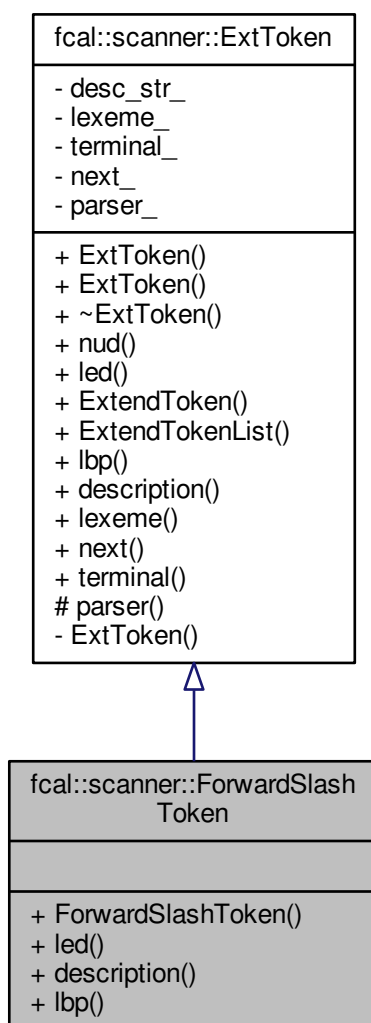 fcal::scanner::ExtToken
- desc_str_
- lexeme_
- terminal_
- next_
- parser_
+ ExtToken()
+ ExtToken()
+ ~ExtToken()
+ nud()
+ led()
+ ExtendToken()
+ ExtendTokenList()
+ lbp()
+ description()
+ lexeme()
+ next()
+ terminal()
# parser()
- ExtToken()
fcal::scanner::ForwardSlash
Token
+ ForwardSlashToken()
+ led()
+ description()
+ lbp()